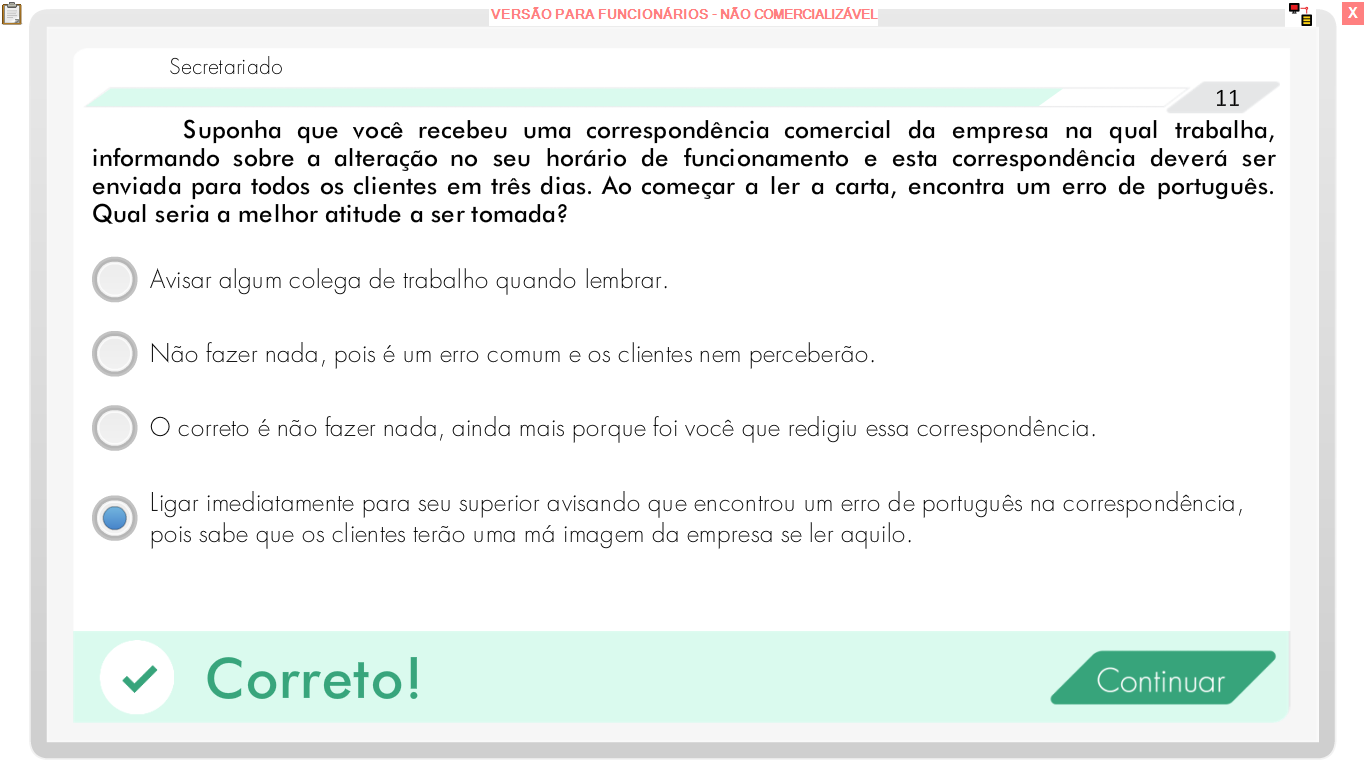 VERSÃO PARA FUNCIONÁRIOS - NÃO COMERCIALIZÁVEL
X
Secretariado
11
Suponha que você recebeu uma correspondência comercial da empresa na qual trabalha,
informando sobre a alteração no seu horário de funcionamento e esta correspondência deverá ser
enviada para todos os clientes em três dias. Ao começar a ler a carta, encontra um erro de português.
Qual seria a melhor atitude a ser tomada?
Avisar algum colega de trabalho quando lembrar.
Não fazer nada, pois é um erro comum e os clientes nem perceberão.
O correto é não fazer nada, ainda mais porque foi você que redigiu essa correspondência.
Ligar imediatamente para seu superior avisando que encontrou um erro de português na correspondência,
pois sabe que os clientes terão uma má imagem da empresa se ler aquilo.
Correto!
Continuar